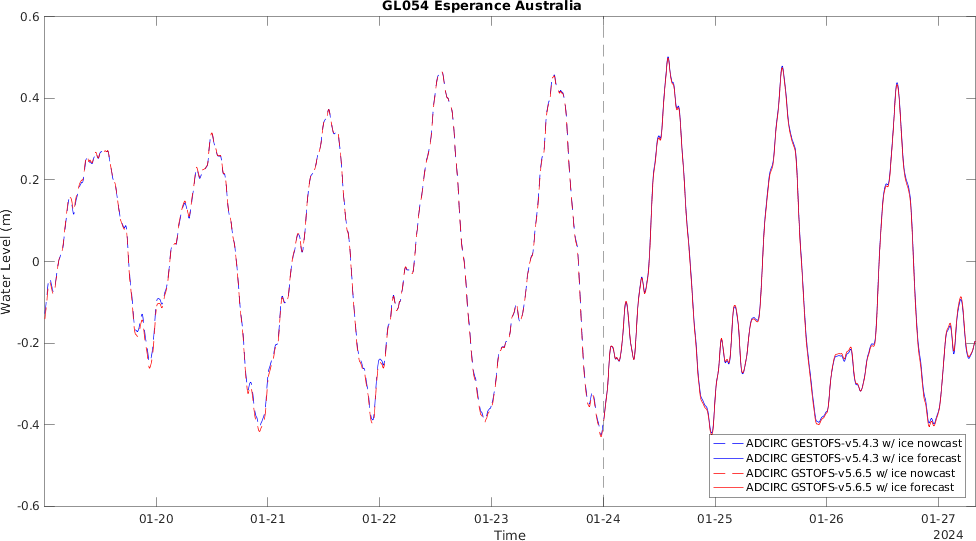 GL054 Esperance Australia
0.6
0.4
0.2
0
-0.2
-0.4
-0.6
Water Level (m)
01-20 01-21 01-22 01-23 01-24 01-25 01-26 01-27
Time
2024
ADCIRC GESTOFS-v5.4.3 w/ ice nowcast
ADCIRC GESTOFS-v5.4.3 w/ ice forecast
ADCIRC GSTOFS-v5.6.5 w/ ice nowcast
ADCIRC GSTOFS-v5.6.5 w/ ice forecast